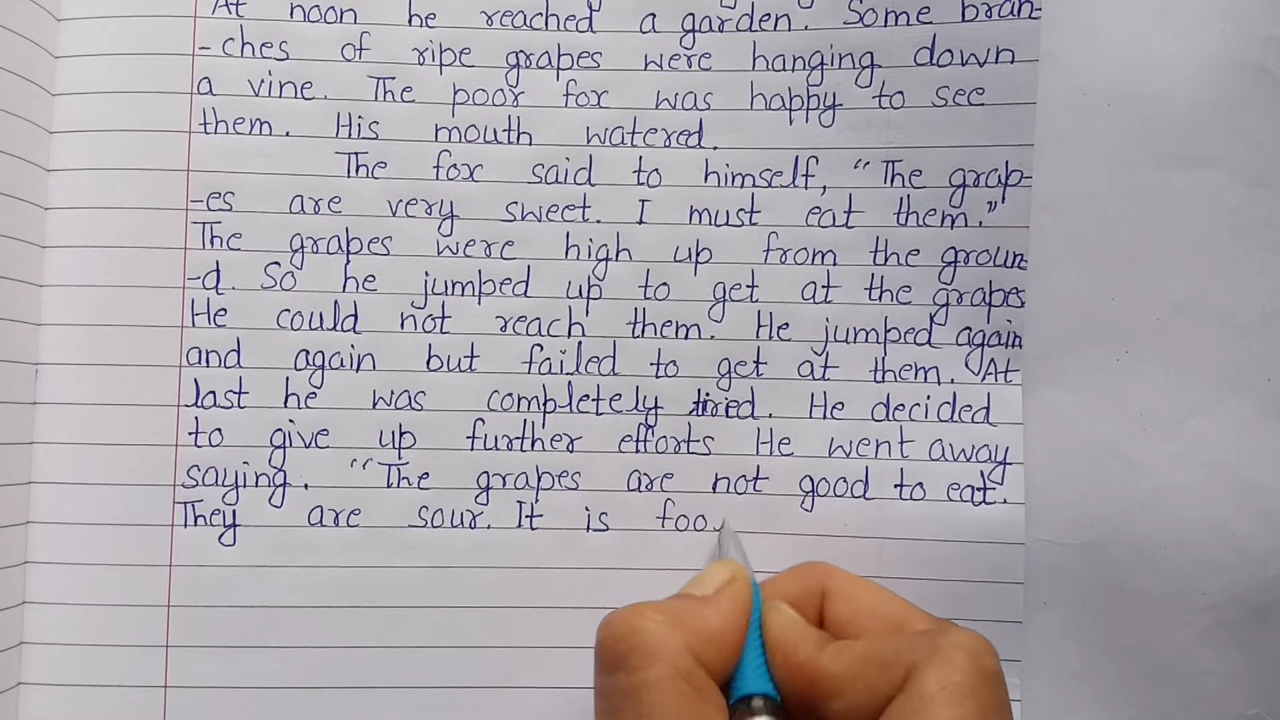 At noon he reached a garden. Some bran-
-ches of ripe grapes were hanging down
a vine. The poor fox was happy to see
them. His mouth watered.
The fox said to himself, "The grap-
-es are very sweet. I must eat them."
The grapes were high up from the groun-
-d. So he jumped up to get at the grapes
He could not reach them. He jumped again
and again but failed to get at them. At
last he was completely tired. He decided
to give up further efforts He went away
saying. "The grapes are not good to eat.
They are sour. It is foo